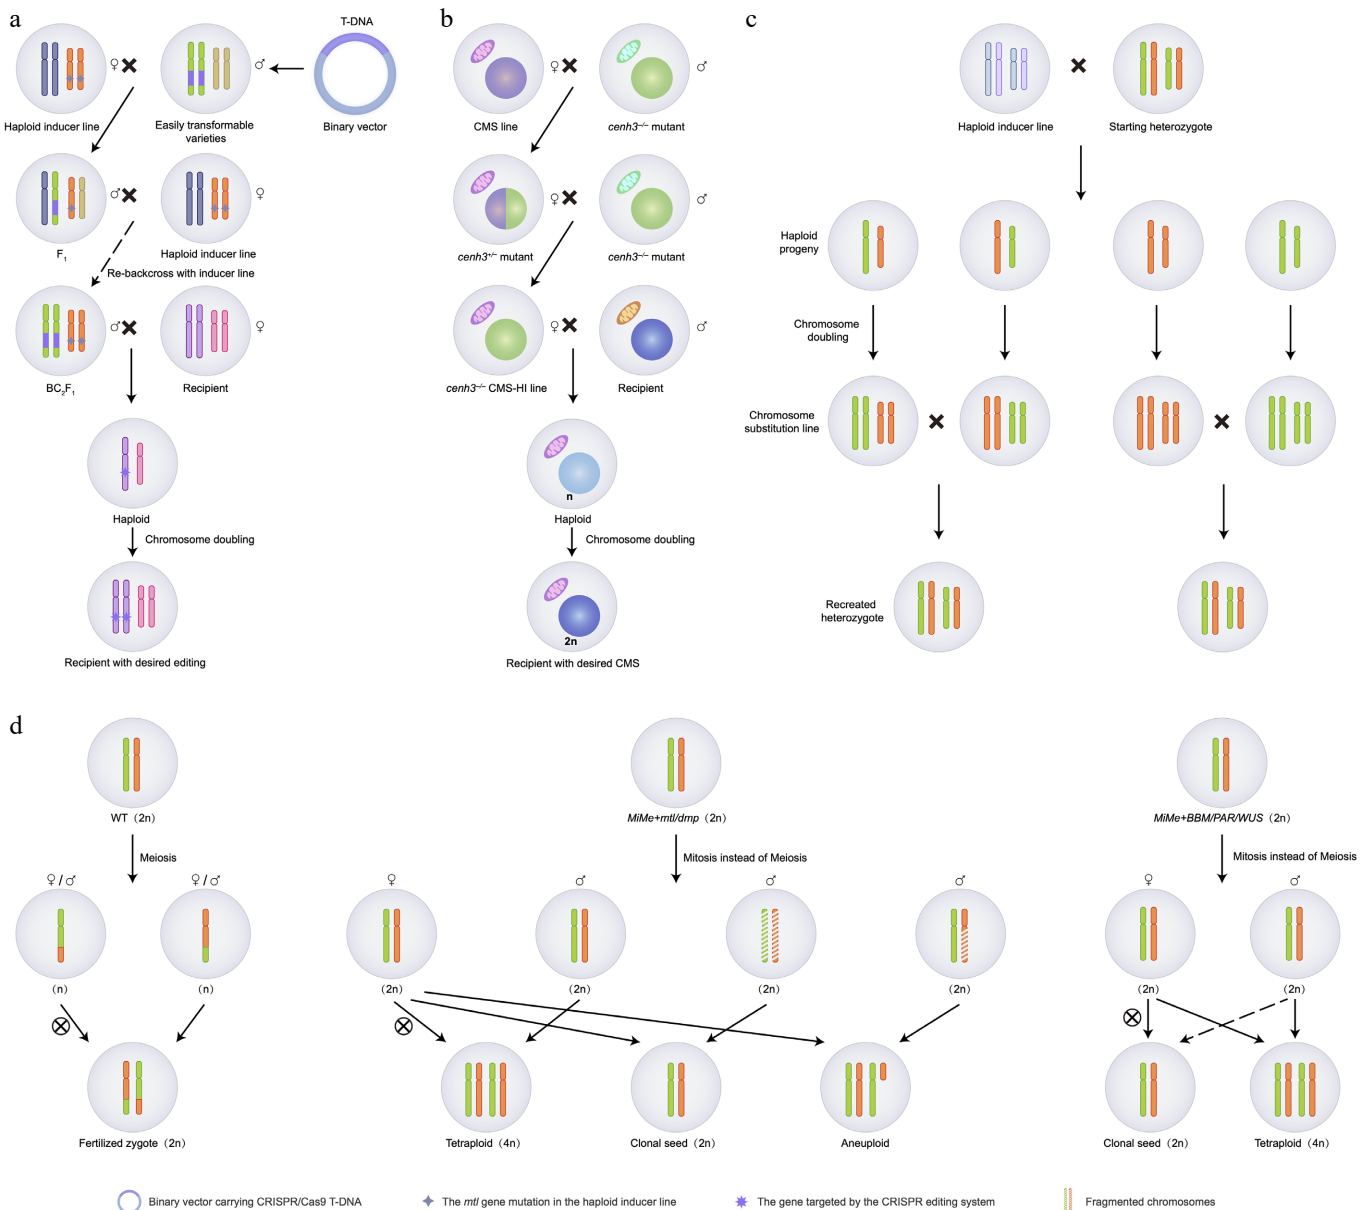 a
T-DNA
♀
♂
Haploid inducer line
Easily transformable
varieties
Binary vector
♂
♀
F1
Haploid inducer line
Re-backcross with inducer line
♂
♀
BC2F1
Recipient
Haploid
Chromosome doubling
Recipient with desired editing
b
♀
♂
CMS line
cenh3–/– mutant
♀
♂
cenh3+/– mutant
cenh3–/– mutant
♀
♂
cenh3–/– CMS-HI line
Recipient
n
Haploid
Chromosome doubling
2n
Recipient with desired CMS
c
Haploid inducer line
Starting heterozygote
Haploid
progeny
Chromosome
doubling
Chromosome
substitution line
Recreated
heterozygote
d
WT (2n)
Meiosis
♀/♂
♀/♂
(n)
(n)
Fertilized zygote (2n)
MiMe+mtl/dmp (2n)
Mitosis instead of Meiosis
♀
♂
♂
♂
(2n)
(2n)
(2n)
(2n)
Tetraploid (4n)
Clonal seed (2n)
Aneuploid
MiMe+BBM/PAR/WUS (2n)
Mitosis instead of Meiosis
♀
♂
(2n)
(2n)
Clonal seed (2n)
Tetraploid (4n)
Binary vector carrying CRISPR/Cas9 T-DNA
The mtl gene mutation in the haploid inducer line
The gene targeted by the CRISPR editing system
Fragmented chromosomes